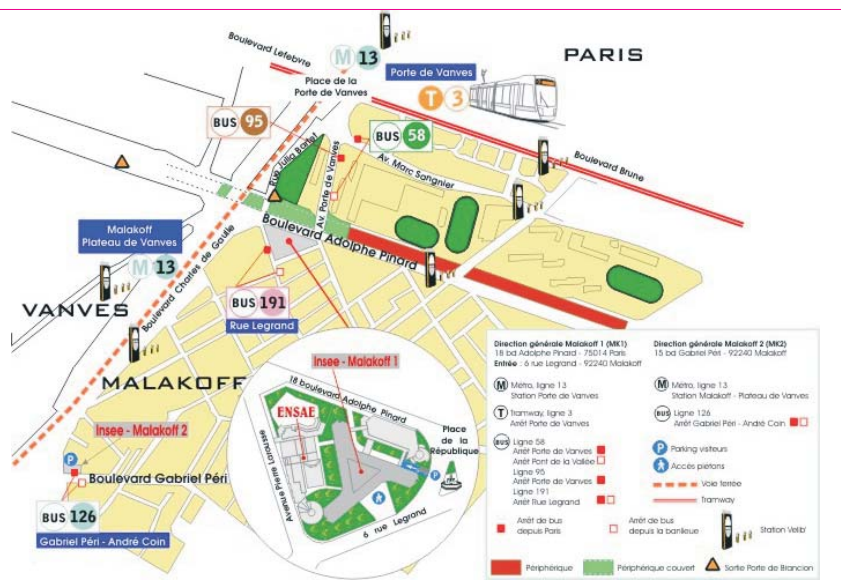 Boulevard Lefebvre
M 13
Place de la
Porte de Vanves
Porte de Vanves
T 3
PARIS
BUS 95
BUS 58
Rue Julia Bartet
Av. Porte de Vanves
Av. Marc Sangnier
Boulevard Brune
Boulevard Adolphe Pinard
Malakoff
Plateau de Vanves
M 13
Boulevard Charles de Gaulle
VANVES
BUS 191
Rue Legrand
MALAKOFF
Insee - Malakoff 2
P
Boulevard Gabriel Péri
BUS 126
Gabriel Péri - André Coin
Insee - Malakoff 1
18 boulevard Adolphe Pinard
ENSAE
Avenue Pierre Larousse
Place
de la
République
P
6 rue Legrand
Direction générale Malakoff 1 (MK1)
18 bd Adolphe Pinard - 75014 Paris
Entrée : 6 rue Legrand - 92240 Malakoff
M Métro, ligne 13
Station Porte de Vanves
T Tramway, ligne 3
Arrêt Porte de Vanves
BUS Ligne 58
Arrêt Porte de Vanves
Arrêt Pont de la Vallée
Ligne 95
Arrêt Porte de Vanves
Ligne 191
Arrêt Rue Legrand
Arrêt de bus
depuis Paris
Arrêt de bus
depuis la banlieue
Direction générale Malakoff 2 (MK2)
15 bd Gabriel Péri - 92240 Malakoff
M Métro, ligne 13
Station Malakoff - Plateau de Vanves
BUS Ligne 126
Arrêt Gabriel Péri - André Coin
P Parking visiteurs
Accès piétons
Voie ferrée
Tramway
Station Velib'
Périphérique
Périphérique couvert
Sortie Porte de Brancion